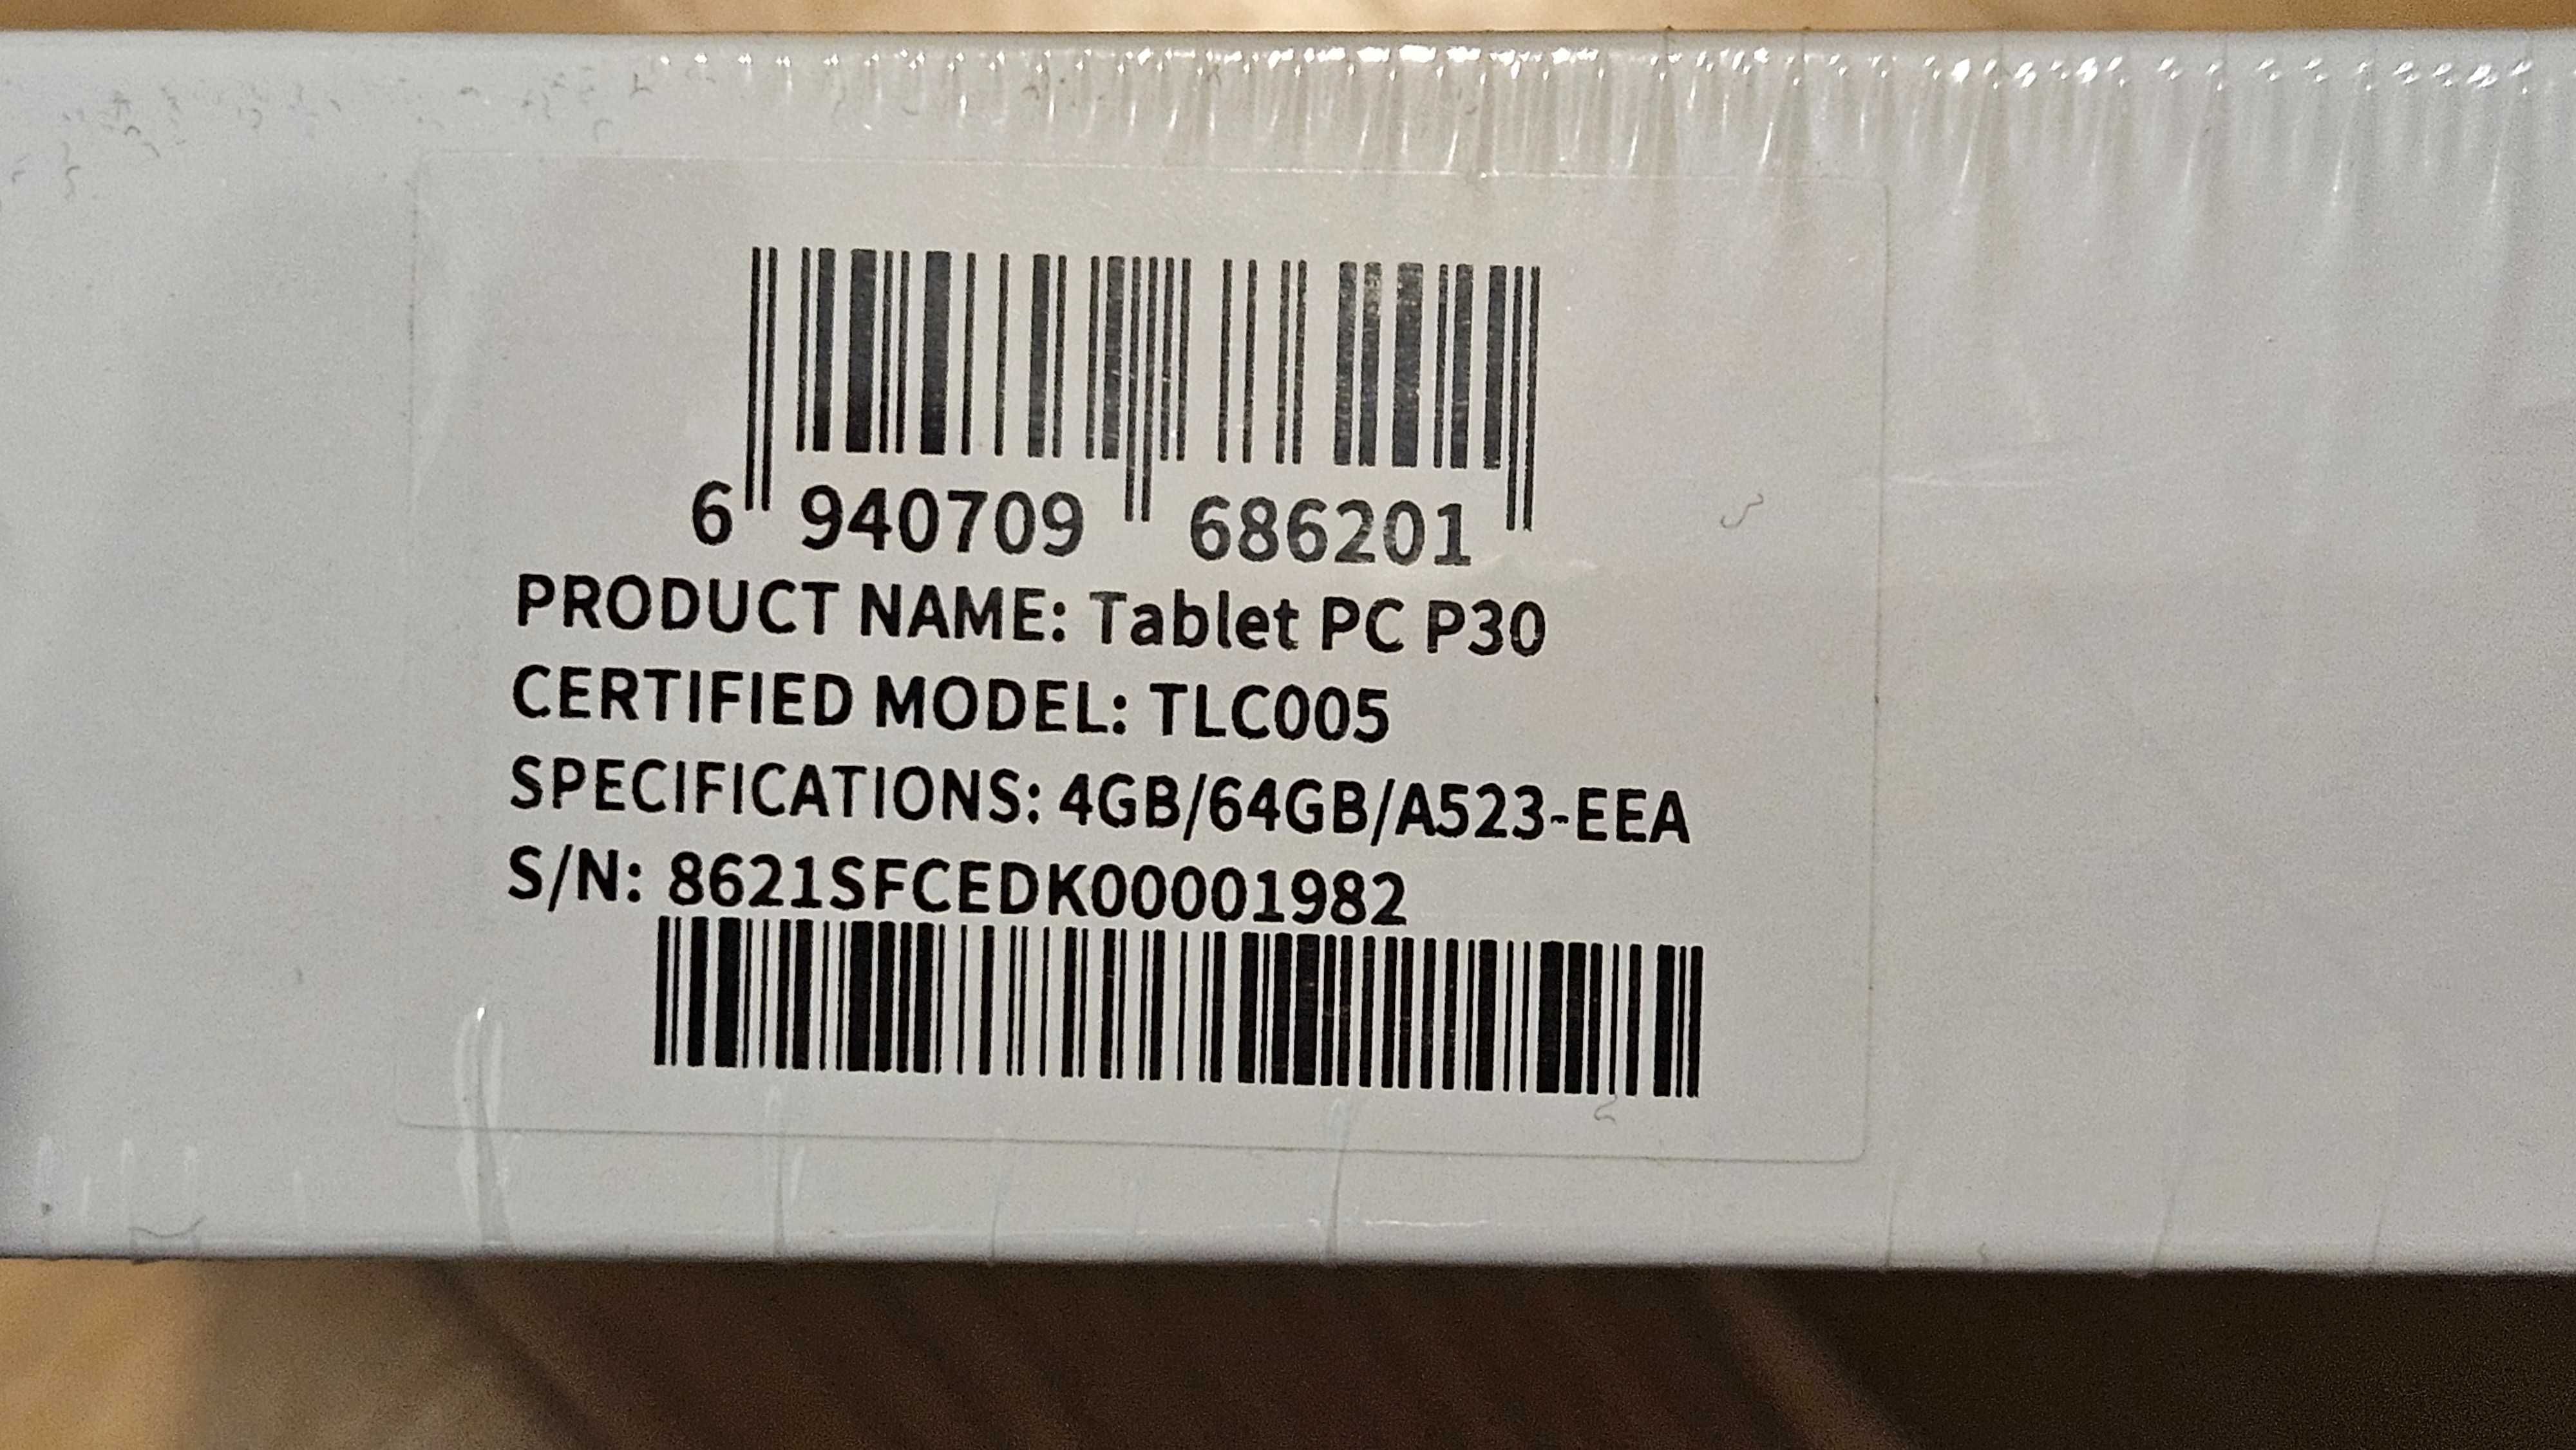 6 940709 686201
PRODUCT NAME: Tablet PC P30
CERTIFIED MODEL: TLC005
SPECIFICATIONS: 4GB/64GB/A523-EEA
S/N: 8621SFCEDK00001982